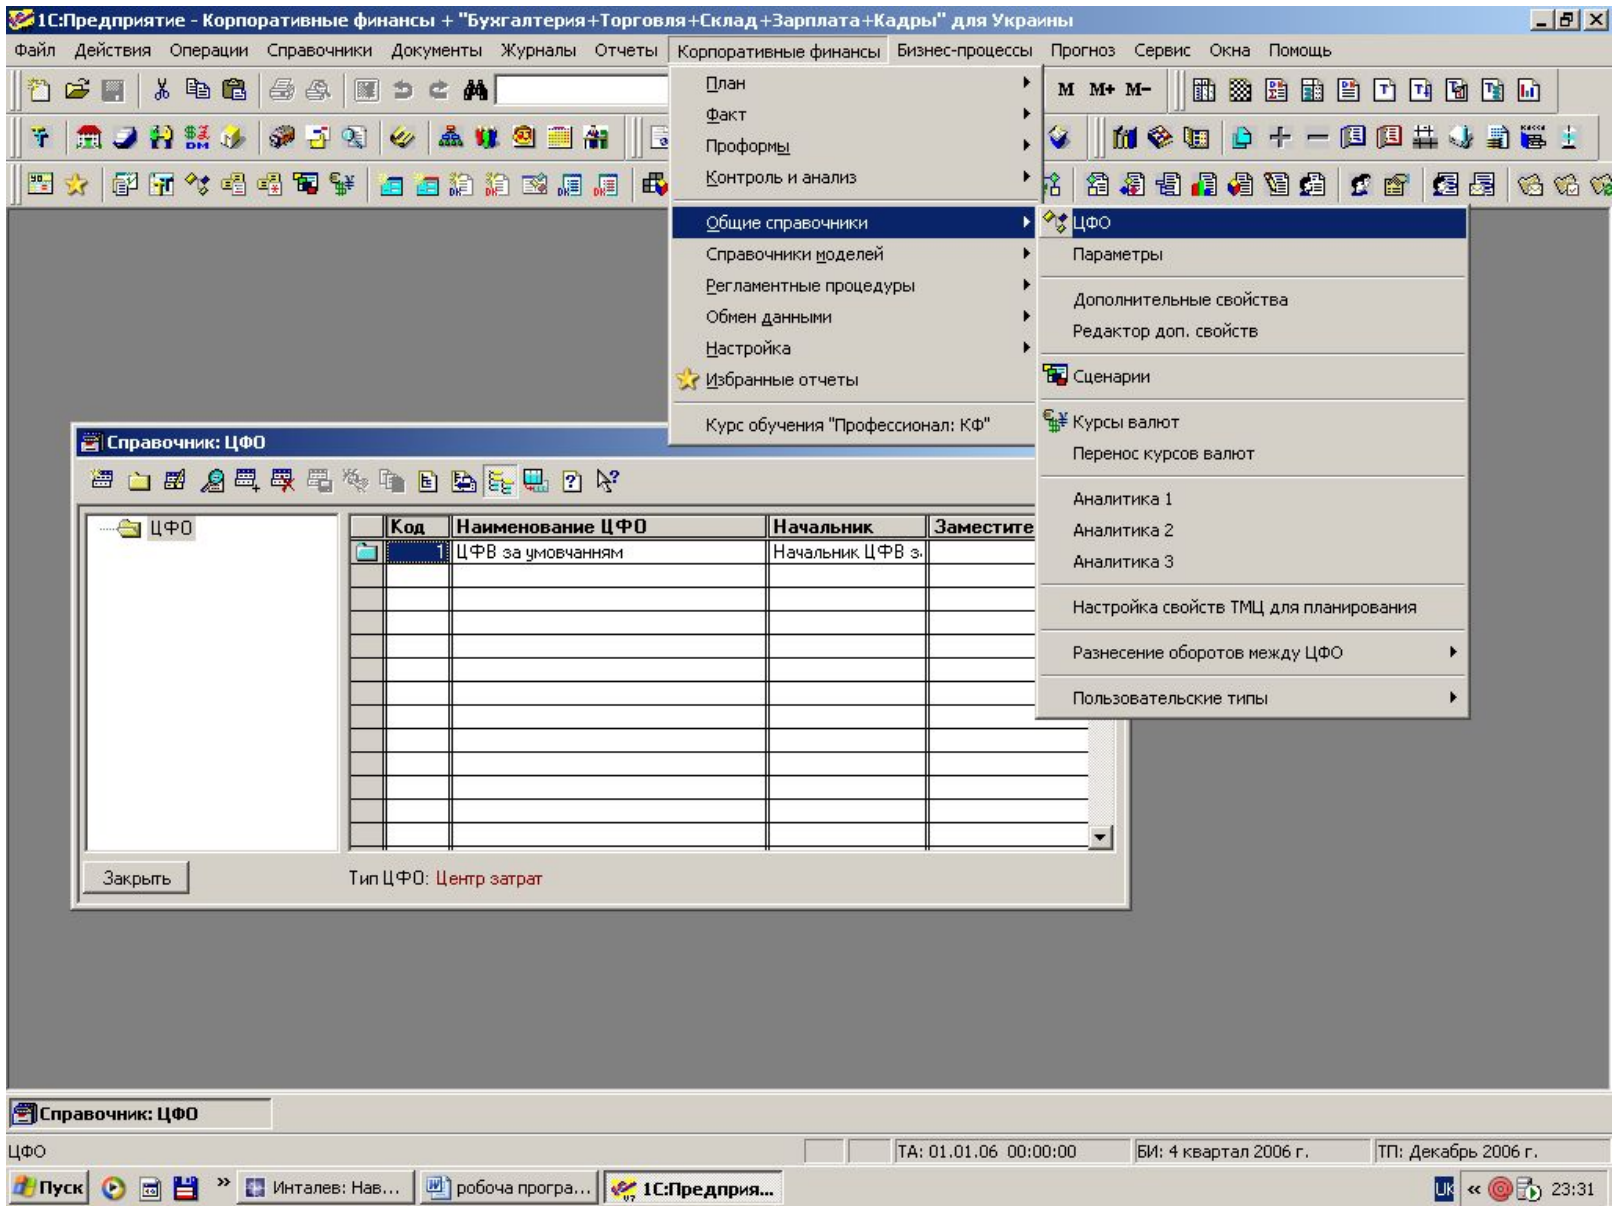 1С:Предприятие - Корпоративные финансы + "Бухгалтерия+Торговля+Склад+Зарплата+Кадры" для Украины
Файл Действия Операции Справочники Документы Журналы Отчеты Корпоративные финансы Бизнес-процессы Прогноз Сервис Окна Помощь
M M+ M-
План
Факт
Проформы
Контроль и анализ
Общие справочники
Справочники моделей
Регламентные процедуры
Обмен данными
Настройка
Избранные отчеты
Курс обучения "Профессионал: КФ"
ЦФО
Параметры
Дополнительные свойства
Редактор доп. свойств
Сценарии
Курсы валют
Перенос курсов валют
Аналитика 1
Аналитика 2
Аналитика 3
Настройка свойств ТМЦ для планирования
Разнесение оборотов между ЦФО
Пользовательские типы
Справочник: ЦФО
ЦФО
Код Наименование ЦФО Начальник Заместите
1 ЦФВ за умовчанням Начальник ЦФВ з
Закрыть Тип ЦФО: Центр затрат
Справочник: ЦФО
ЦФО ТА: 01.01.06 00:00:00 БИ: 4 квартал 2006 г. ТП: Декабрь 2006 г.
Пуск » Инталев: Нав... робоча програ... 1С:Предприя... UK « 23:31